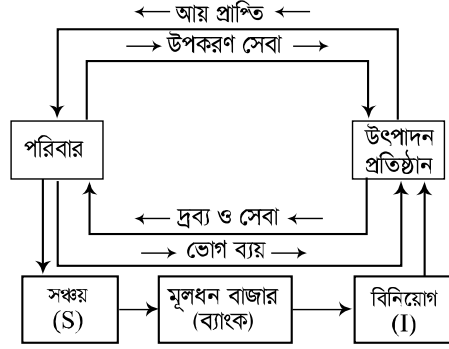 আয় প্রাপ্তি
উপকরণ সেবা
পরিবার
উৎপাদন
প্রতিষ্ঠান
দ্রব্য ও সেবা
ভোগ ব্যয়
সঞ্চয়
(S)
মূলধন বাজার
(ব্যাংক)
বিনিয়োগ
(I)